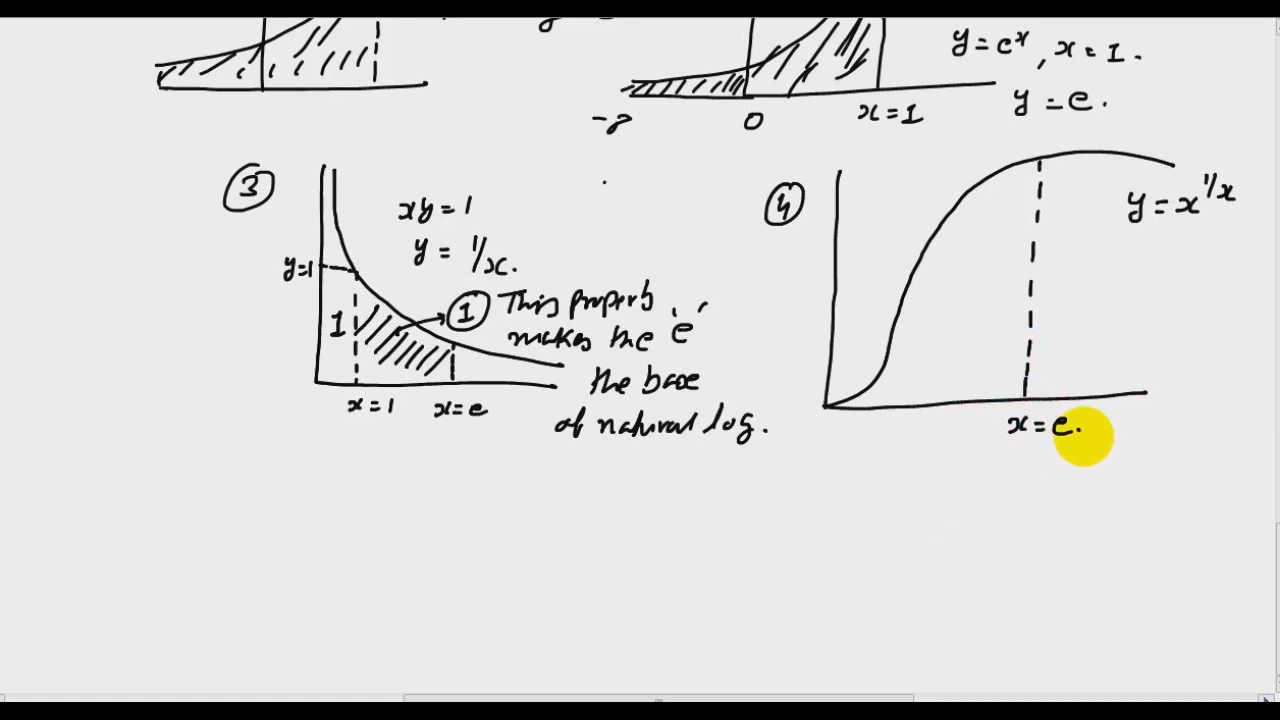 y = eˣ, x = 1.
y = e.
-∞
0
x = 1
③
xy = 1
y = 1/x.
y=1
1
① This property
makes the 'e'
the base
of natural log.
x = 1
x = e
④
y = x^1/x
x = e.